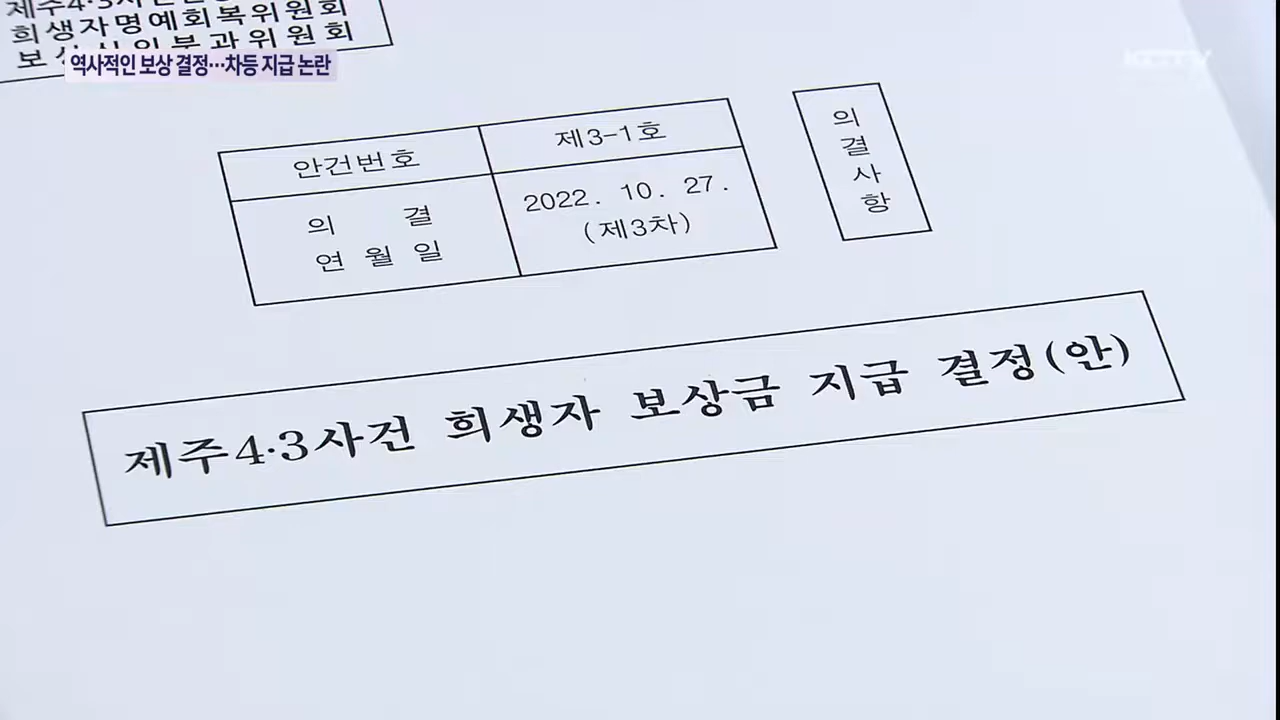 희생자명예회복위원회
역사적인 보상 결정…차등 지급 논란
KCTV
안건번호
제3-1호
의 결
연 월 일
2022. 10. 27.
(제3차)
의
결
사
항
제주4·3사건 희생자 보상금 지급 결정(안)